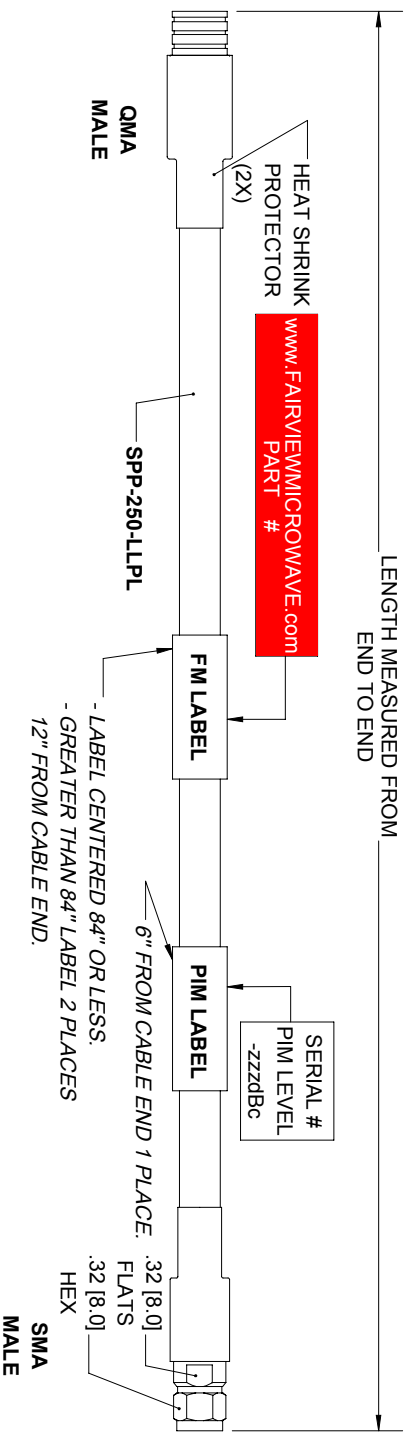 LENGTH MEASURED FROM
END TO END
HEAT SHRINK
PROTECTOR
(2X)
www.FAIRVIEWMICROWAVE.com
PART #
SERIAL #
PIM LEVEL
-zzzdBc
QMA
MALE
SPP-250-LLPL
FM LABEL
PIM LABEL
- LABEL CENTERED 84" OR LESS.
- GREATER THAN 84" LABEL 2 PLACES
12" FROM CABLE END.
6" FROM CABLE END 1 PLACE.
.32 [8.0]
FLATS
.32 [8.0]
HEX
SMA
MALE